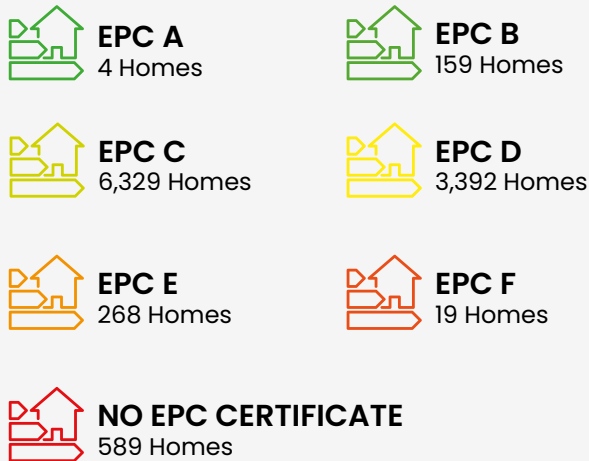 EPC A
4 Homes
EPC B
159 Homes
EPC C
6,329 Homes
EPC D
3,392 Homes
EPC E
268 Homes
EPC F
19 Homes
NO EPC CERTIFICATE
589 Homes